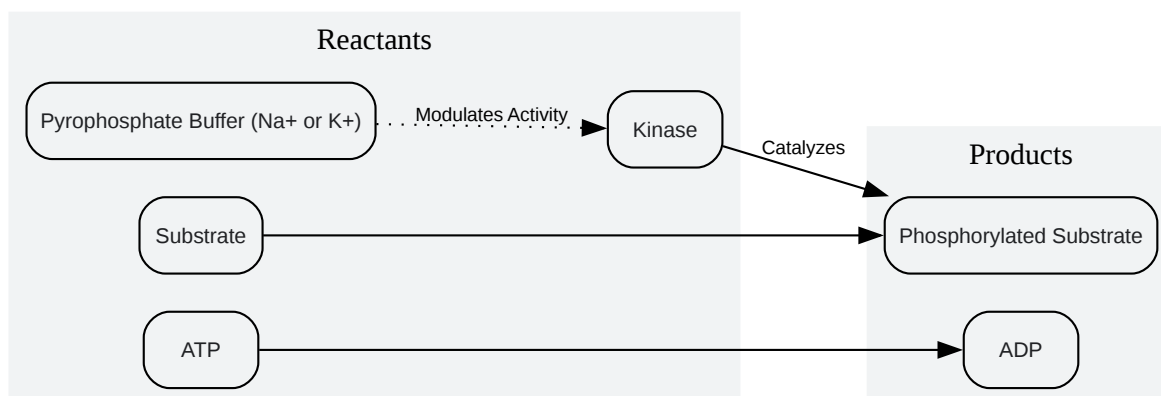 Reactants
Pyrophosphate Buffer (Na+ or K+)
Modulates Activity
Kinase
Catalyzes
Products
Substrate
Phosphorylated Substrate
ATP
ADP